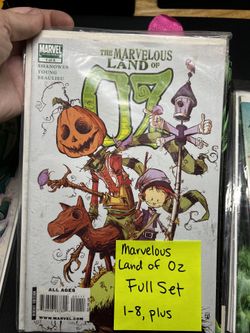 MARVEL
SHANOWER
YOUNG
BEAULIEU
THE MARVELOUS
LAND OF
OZ
ALL AGES
Marvelous
Land of Oz
Full Set
1-8, plus